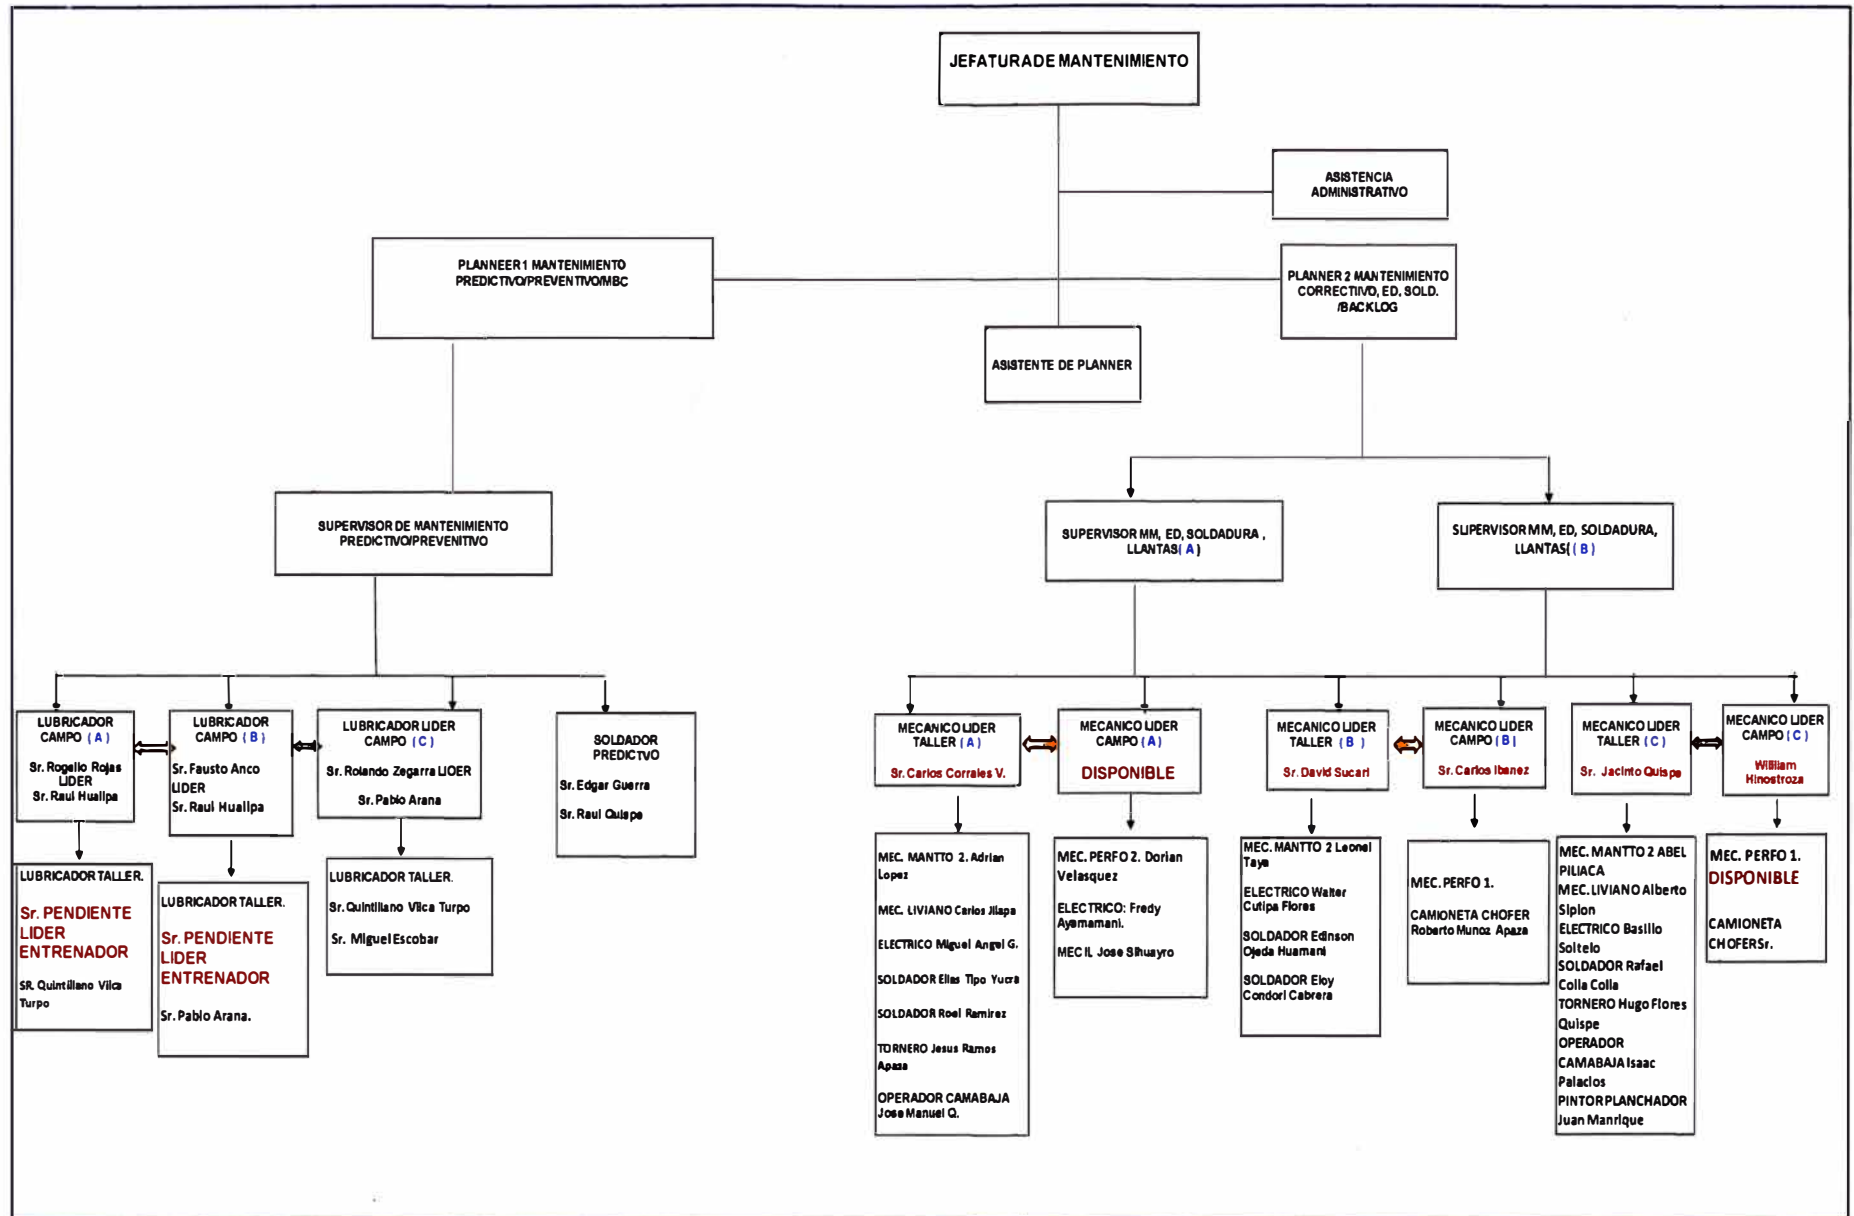 JEFATURA DE MANTENIMIENTO
ASISTENCIA
ADMINISTRATIVO
PLANNEER 1 MANTENIMIENTO
PREDICTIVO/PREVENTIVO/MBC
PLANNER 2 MANTENIMIENTO
CORRECTIVO, ED, SOLD.
/BACKLOG
ASISTENTE DE PLANNER
SUPERVISOR DE MANTENIMIENTO
PREDICTIVO/PREVENITIVO
SUPERVISOR MM, ED, SOLDADURA ,
LLANTAS( A )
SUPERVISOR MM, ED, SOLDADURA,
LLANTAS( ( B )
LUBRICADOR
CAMPO ( A )
Sr. Rogelio Rojas
LIDER
Sr. Raul Huallpa
LUBRICADOR
CAMPO ( B )
Sr. Fausto Anco
LIDER
Sr. Raul Huallpa
LUBRICADOR LIDER
CAMPO ( C )
Sr. Rolando Zegarra LIDER
Sr. Pablo Arana
SOLDADOR
PREDICTVO
Sr. Edgar Guerra
Sr. Raul Quispe
MECANICO LIDER
TALLER ( A )
Sr. Carlos Corrales V.
MECANICO LIDER
CAMPO ( A )
DISPONIBLE
MECANICO LIDER
TALLER ( B )
Sr. David Sucari
MECANICO LIDER
CAMPO ( B )
Sr. Carlos Ibanez
MECANICO LIDER
TALLER ( C )
Sr. Jacinto Quispe
MECANICO LIDER
CAMPO ( C )
William
Hinostroza
LUBRICADOR TALLER.
Sr. PENDIENTE
LIDER
ENTRENADOR
SR. Quintiliano Vilca
Turpo
LUBRICADOR TALLER.
Sr. PENDIENTE
LIDER
ENTRENADOR
Sr. Pablo Arana.
LUBRICADOR TALLER.
Sr. Quintiliano Vilca Turpo
Sr. Miguel Escobar
MEC. MANTTO 2. Adrian
Lopez
MEC. LIVIANO Carlos Jilapa
ELECTRICO Miguel Angel G.
SOLDADOR Elias Tipo Yucra
SOLDADOR Roel Ramirez
TORNERO Jesus Ramos
Apaza
OPERADOR CAMABAJA
Jose Manuel Q.
MEC. PERFO 2. Dorian
Velasquez
ELECTRICO: Fredy
Ayamamani.
MEC IL Jose Sihuayro
MEC. MANTTO 2 Leonel
Taya
ELECTRICO Walter
Cutipa Flores
SOLDADOR Edinson
Ojeda Huamani
SOLDADOR Eloy
Condori Cabrera
MEC. PERFO 1.
CAMIONETA CHOFER
Roberto Munoz Apaza
MEC. MANTTO 2 ABEL
PILIACA
MEC. LIVIANO Alberto
Sipion
ELECTRICO Basilio
Soltelo
SOLDADOR Rafael
Colla Colla
TORNERO Hugo Flores
Quispe
OPERADOR
CAMABAJA Isaac
Palacios
PINTOR PLANCHADOR
Juan Manrique
MEC. PERFO 1.
DISPONIBLE
CAMIONETA
CHOFER Sr.